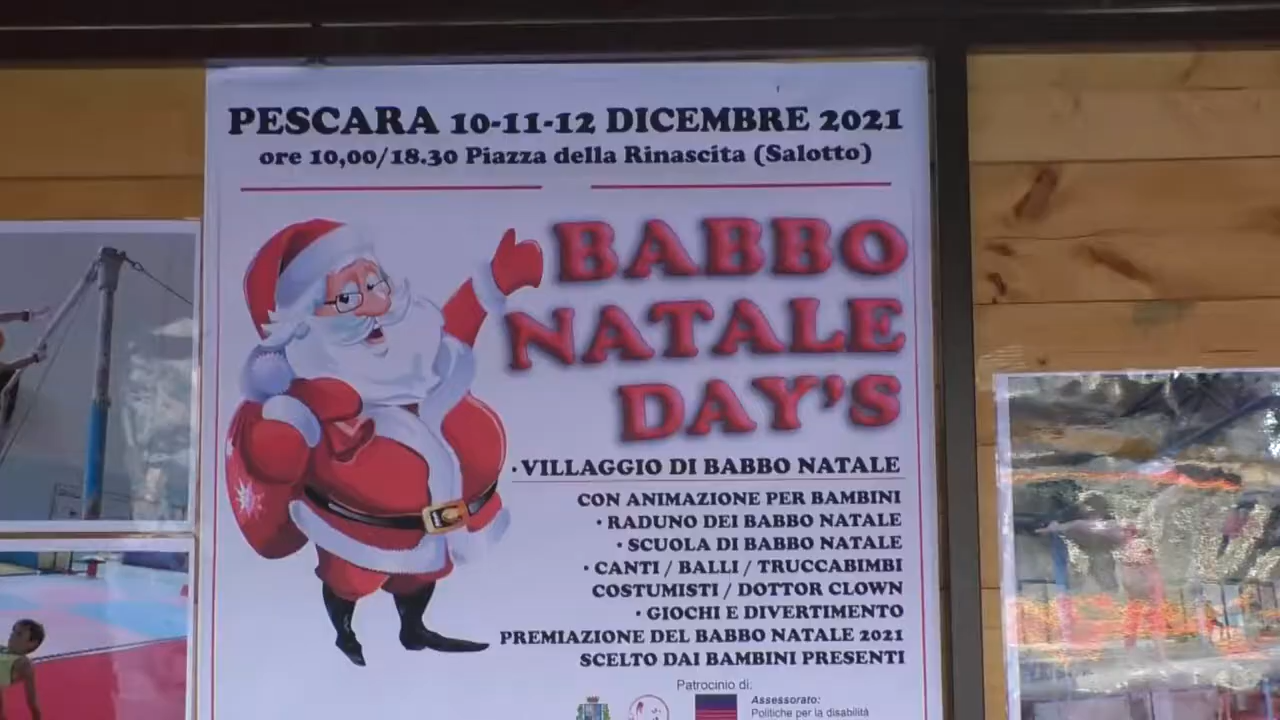 PESCARA 10-11-12 DICEMBRE 2021
ore 10,00/18.30 Piazza della Rinascita (Salotto)
BABBO
NATALE
DAY'S
· VILLAGGIO DI BABBO NATALE
CON ANIMAZIONE PER BAMBINI
· RADUNO DEI BABBO NATALE
· SCUOLA DI BABBO NATALE
· CANTI / BALLI / TRUCCABIMBI
COSTUMISTI / DOTTOR CLOWN
· GIOCHI E DIVERTIMENTO
PREMIAZIONE DEL BABBO NATALE 2021
SCELTO DAI BAMBINI PRESENTI
Patrocinio di:
Assessorato:
Politiche per la disabilità